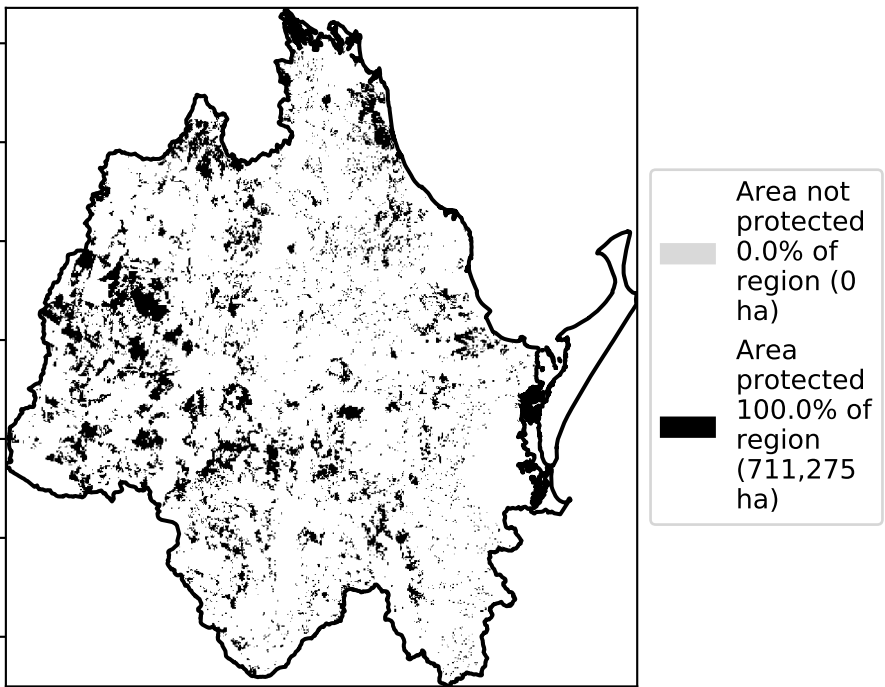 Area not
protected
0.0% of
region (0
ha)
Area
protected
100.0% of
region
(711,275
ha)